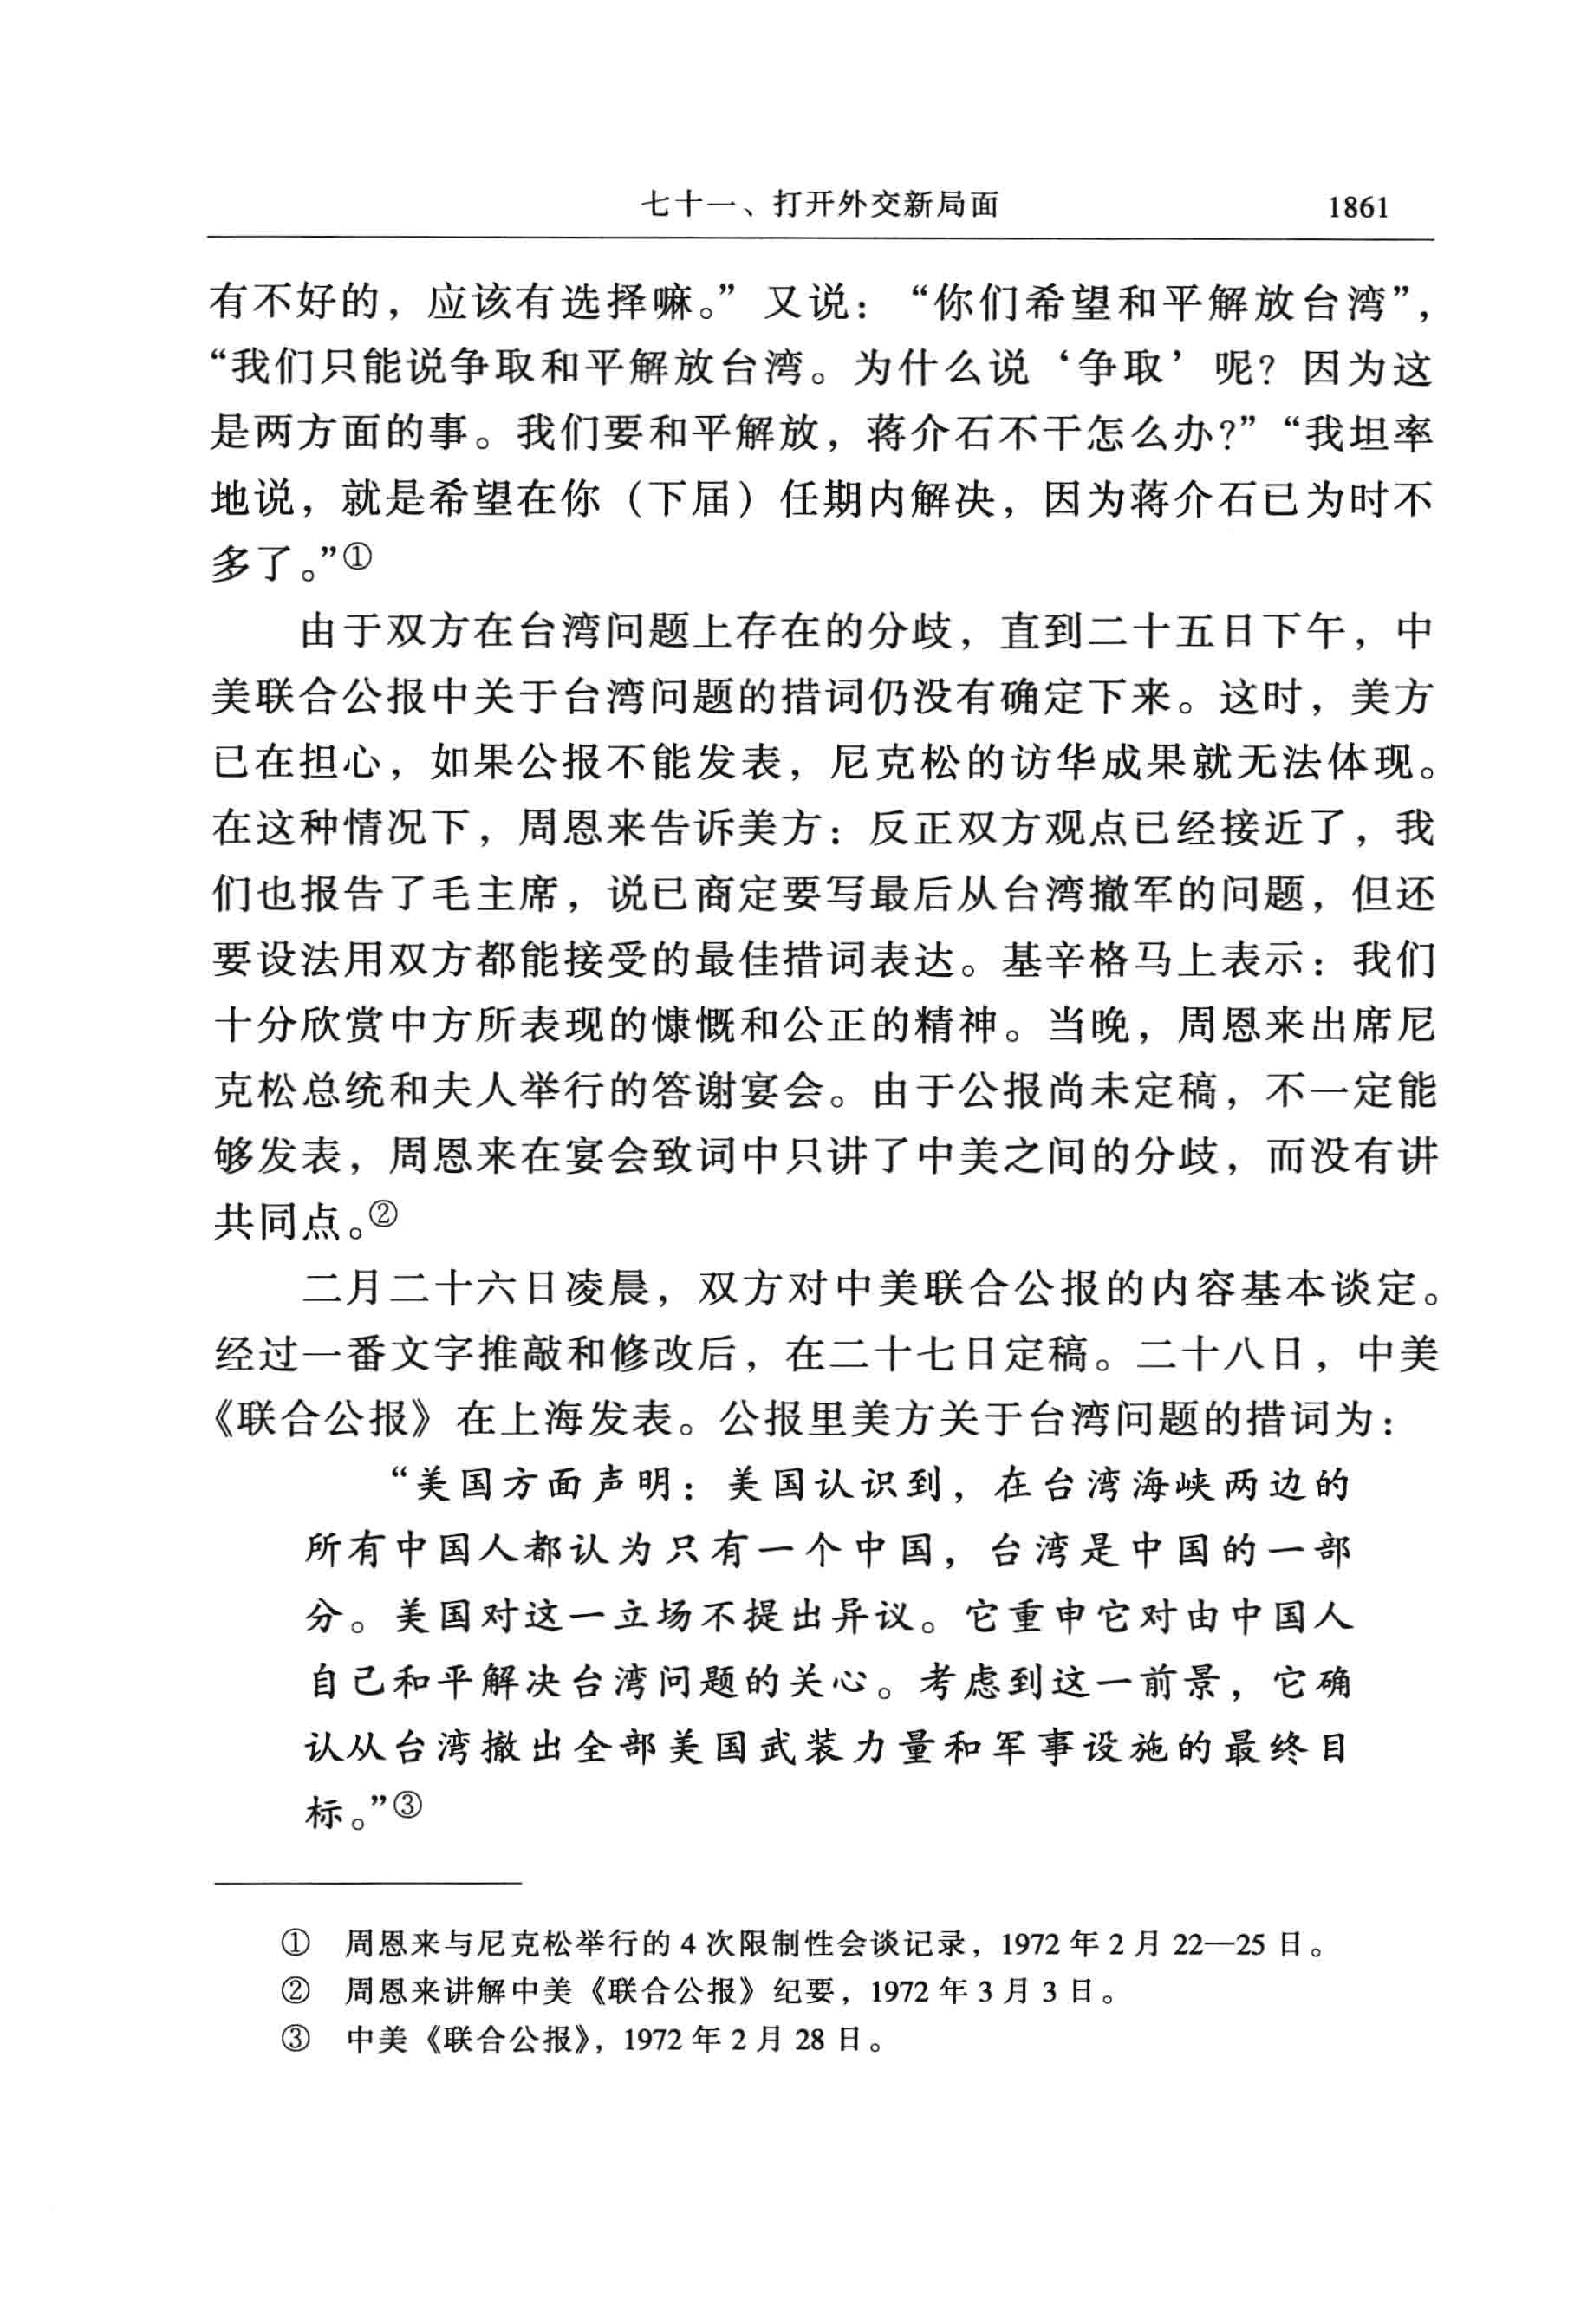 七十一、打开外交新局面 1861
有不好的，应该有选择嘛。”又说：“你们希望和平解放台湾”，
“我们只能说争取和平解放台湾。为什么说‘争取’呢？因为这
是两方面的事。我们要和平解放，蒋介石不干怎么办？”“我坦率
地说，就是希望在你（下届）任期内解决，因为蒋介石已为时不
多了。”①
由于双方在台湾问题上存在的分歧，直到二十五日下午，中
美联合公报中关于台湾问题的措词仍没有确定下来。这时，美方
已在担心，如果公报不能发表，尼克松的访华成果就无法体现。
在这种情况下，周恩来告诉美方：反正双方观点已经接近了，我
们也报告了毛主席，说已商定要写最后从台湾撤军的问题，但还
要设法用双方都能接受的最佳措词表达。基辛格马上表示：我们
十分欣赏中方所表现的慷慨和公正的精神。当晚，周恩来出席尼
克松总统和夫人举行的答谢宴会。由于公报尚未定稿，不一定能
够发表，周恩来在宴会致词中只讲了中美之间的分歧，而没有讲
共同点。②
二月二十六日凌晨，双方对中美联合公报的内容基本谈定。
经过一番文字推敲和修改后，在二十七日定稿。二十八日，中美
《联合公报》在上海发表。公报里美方关于台湾问题的措词为：
“美国方面声明：美国认识到，在台湾海峡两边的
所有中国人都认为只有一个中国，台湾是中国的一部
分。美国对这一立场不提出异议。它重申它对由中国人
自己和平解决台湾问题的关心。考虑到这一前景，它确
认从台湾撤出全部美国武装力量和军事设施的最终目
标。”③
① 周恩来与尼克松举行的4次限制性会谈记录，1972年2月22—25日。
② 周恩来讲解中美《联合公报》纪要，1972年3月3日。
③ 中美《联合公报》，1972年2月28日。